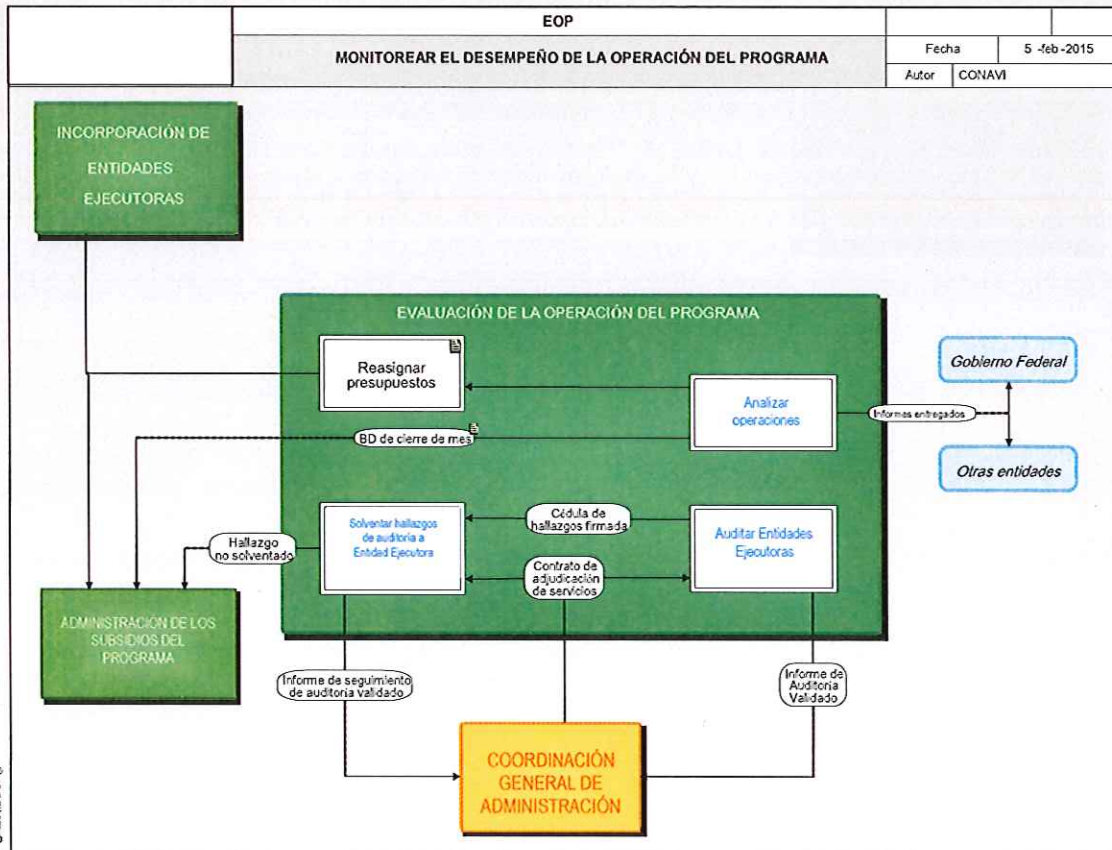 EOP
MONITOREAR EL DESEMPEÑO DE LA OPERACIÓN DEL PROGRAMA
Fecha 5 -feb -2015
Autor CONAVI
INCORPORACIÓN DE
ENTIDADES
EJECUTORAS
EVALUACIÓN DE LA OPERACIÓN DEL PROGRAMA
Reasignar
presupuestos
Analizar
operaciones
Gobierno Federal
Informes entregados
Otras entidades
BD de cierre de mes
Solventar hallazgos
de auditoría a
Entidad Ejecutora
Cédula de
hallazgos firmada
Auditar Entidades
Ejecutoras
Hallazgo
no solventado
Contrato de
adjudicación
de servicios
ADMINISTRACIÓN DE LOS
SUBSIDIOS DEL
PROGRAMA
Informe de seguimiento
de auditoría validado
Informe de
Auditoría
Validado
COORDINACIÓN
GENERAL DE
ADMINISTRACIÓN